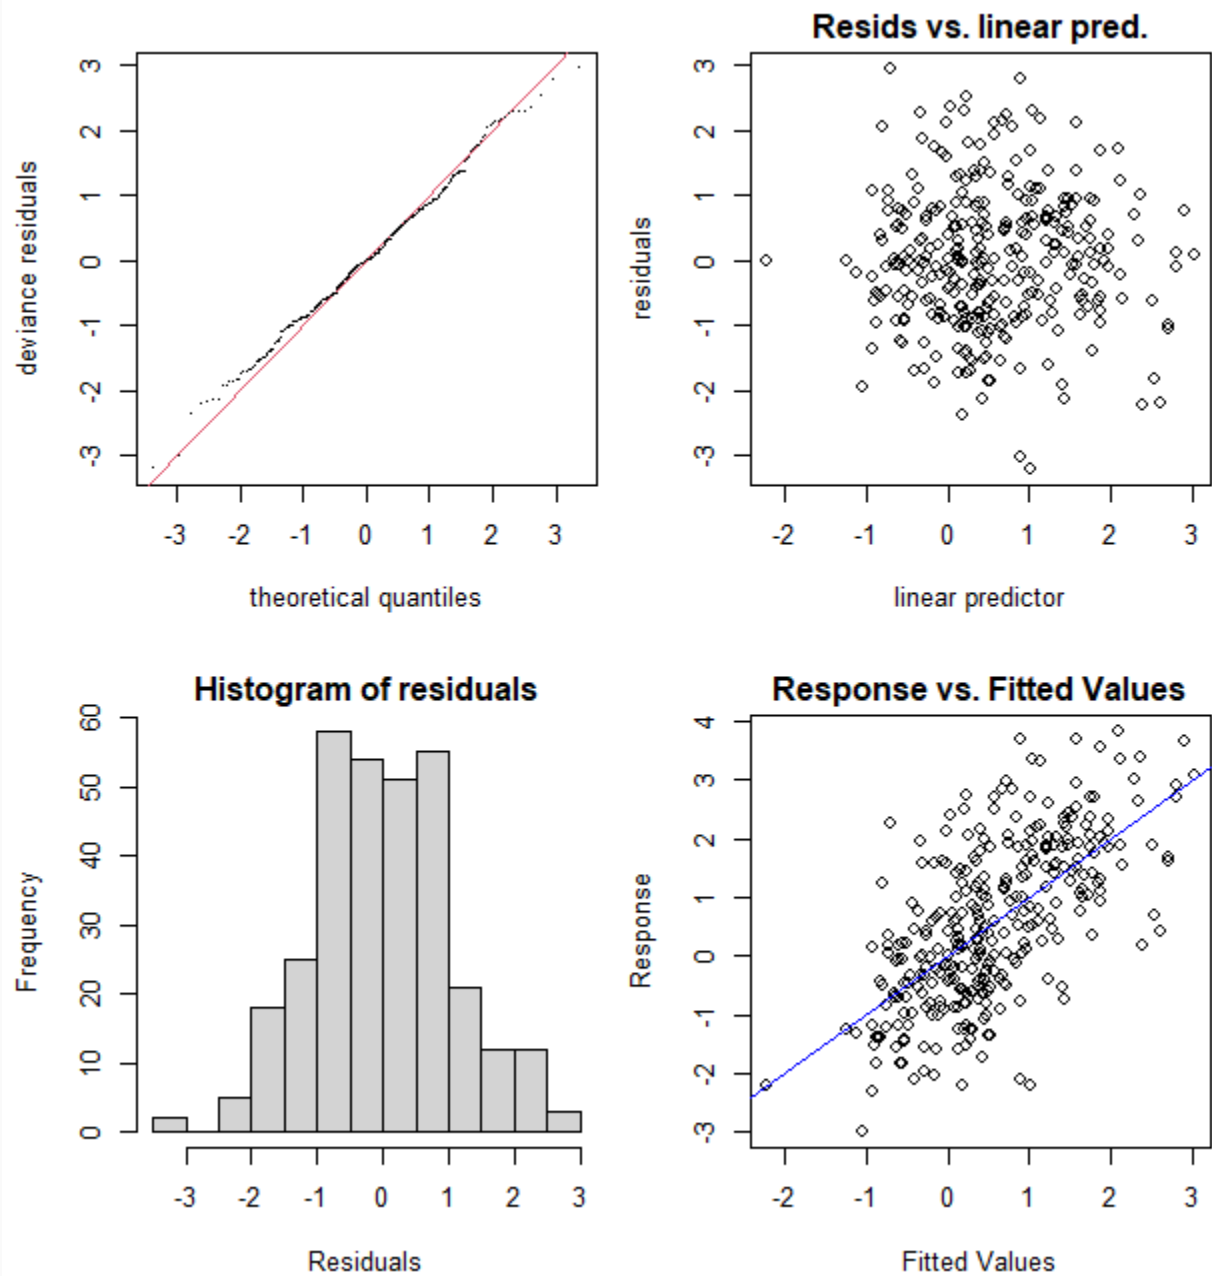 3
2
1
0
-1
-2
-3
deviance residuals
-3 -2 -1 0 1 2 3
theoretical quantiles
Resids vs. linear pred.
3
2
1
0
-1
-2
-3
residuals
-2 -1 0 1 2 3
linear predictor
Histogram of residuals
60
50
40
30
20
10
0
Frequency
-3 -2 -1 0 1 2 3
Residuals
Response vs. Fitted Values
4
3
2
1
0
-1
-2
-3
Response
-2 -1 0 1 2 3
Fitted Values